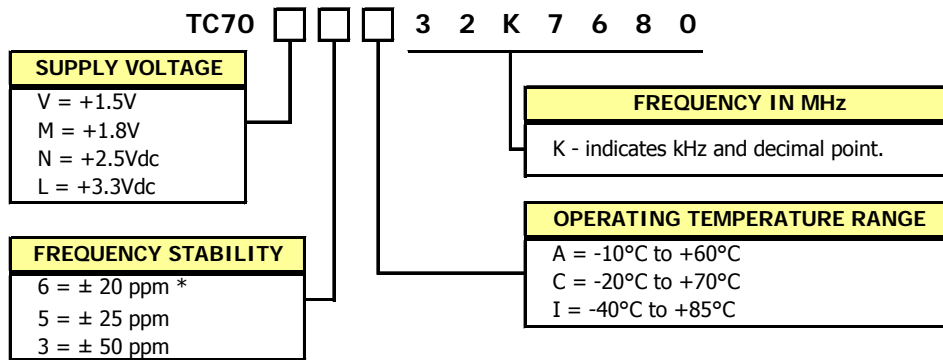 TC70 3 2 K 7 6 8 0
SUPPLY VOLTAGE
V = +1.5V
M = +1.8V
N = +2.5Vdc
L = +3.3Vdc
FREQUENCY IN MHz
K - indicates kHz and decimal point.
FREQUENCY STABILITY
6 = ± 20 ppm *
5 = ± 25 ppm
3 = ± 50 ppm
OPERATING TEMPERATURE RANGE
A = -10°C to +60°C
C = -20°C to +70°C
I = -40°C to +85°C